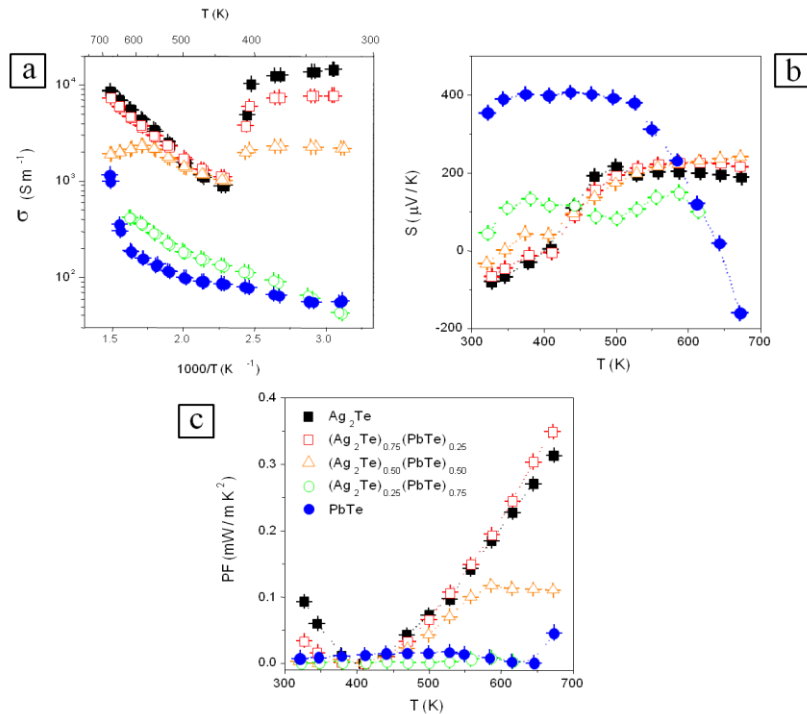 T (K)
700 600 500 400 300
a
10⁴
10³
10²
σ (S m⁻¹)
1.5 2.0 2.5 3.0
1000/T (K⁻¹)
b
400
200
0
-200
S (μV / K)
300 400 500 600 700
T (K)
c
0.4
0.3
0.2
0.1
0.0
PF (mW / m K²)
Ag₂Te
(Ag₂Te)₀.₇₅(PbTe)₀.₂₅
(Ag₂Te)₀.₅₀(PbTe)₀.₅₀
(Ag₂Te)₀.₂₅(PbTe)₀.₇₅
PbTe
300 400 500 600 700
T (K)